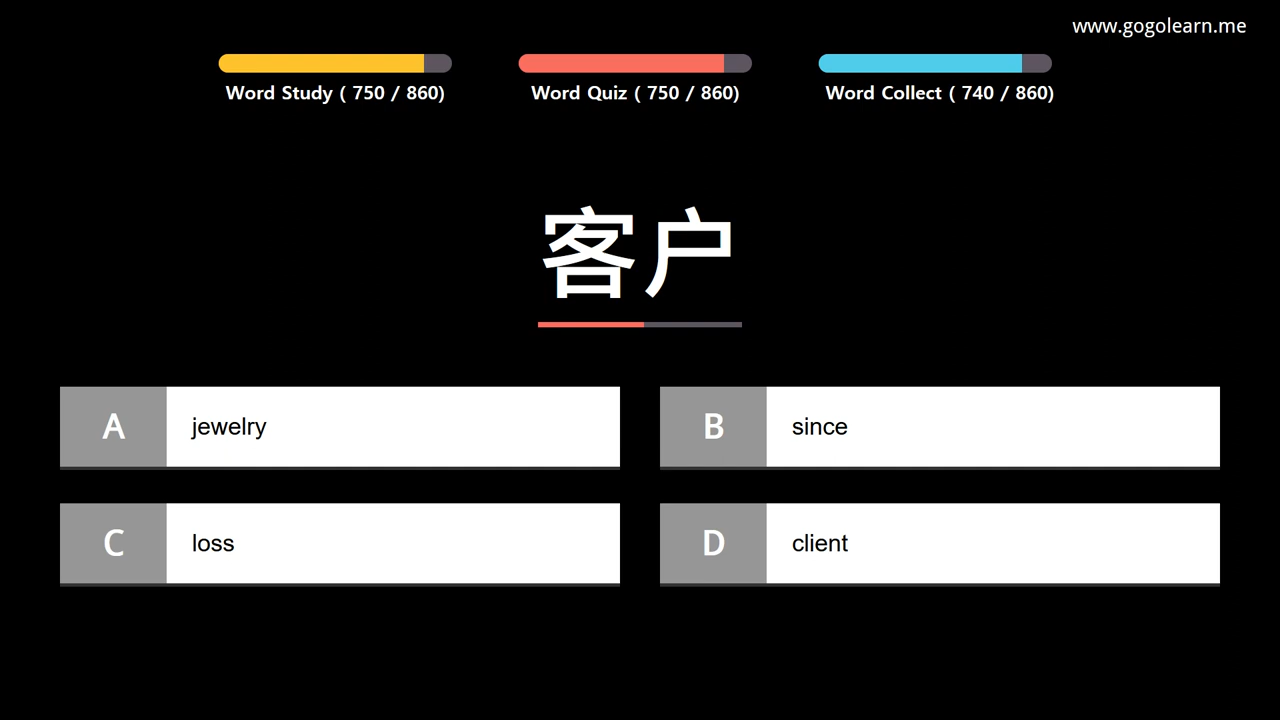 www.gogolearn.me
Word Study ( 750 / 860)
Word Quiz ( 750 / 860)
Word Collect ( 740 / 860)
客户
A jewelry
B since
C loss
D client